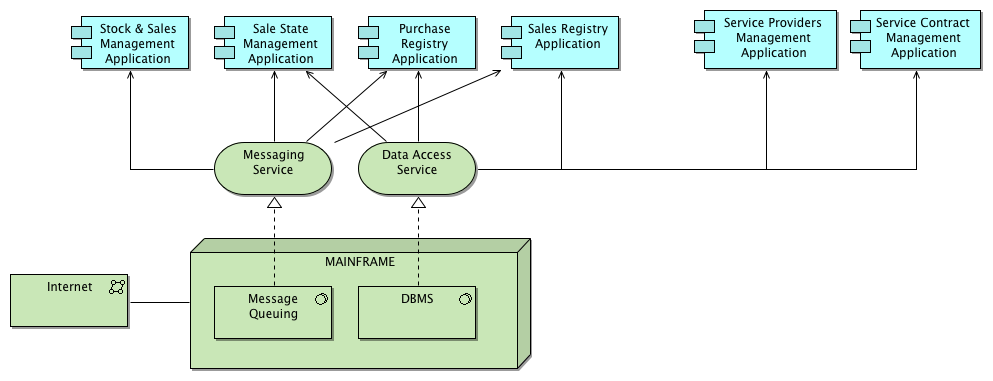 Stock & Sales
Management
Application
Sale State
Management
Application
Purchase
Registry
Application
Sales Registry
Application
Service Providers
Management
Application
Service Contract
Management
Application
Messaging
Service
Data Access
Service
MAINFRAME
Internet
Message
Queuing
DBMS